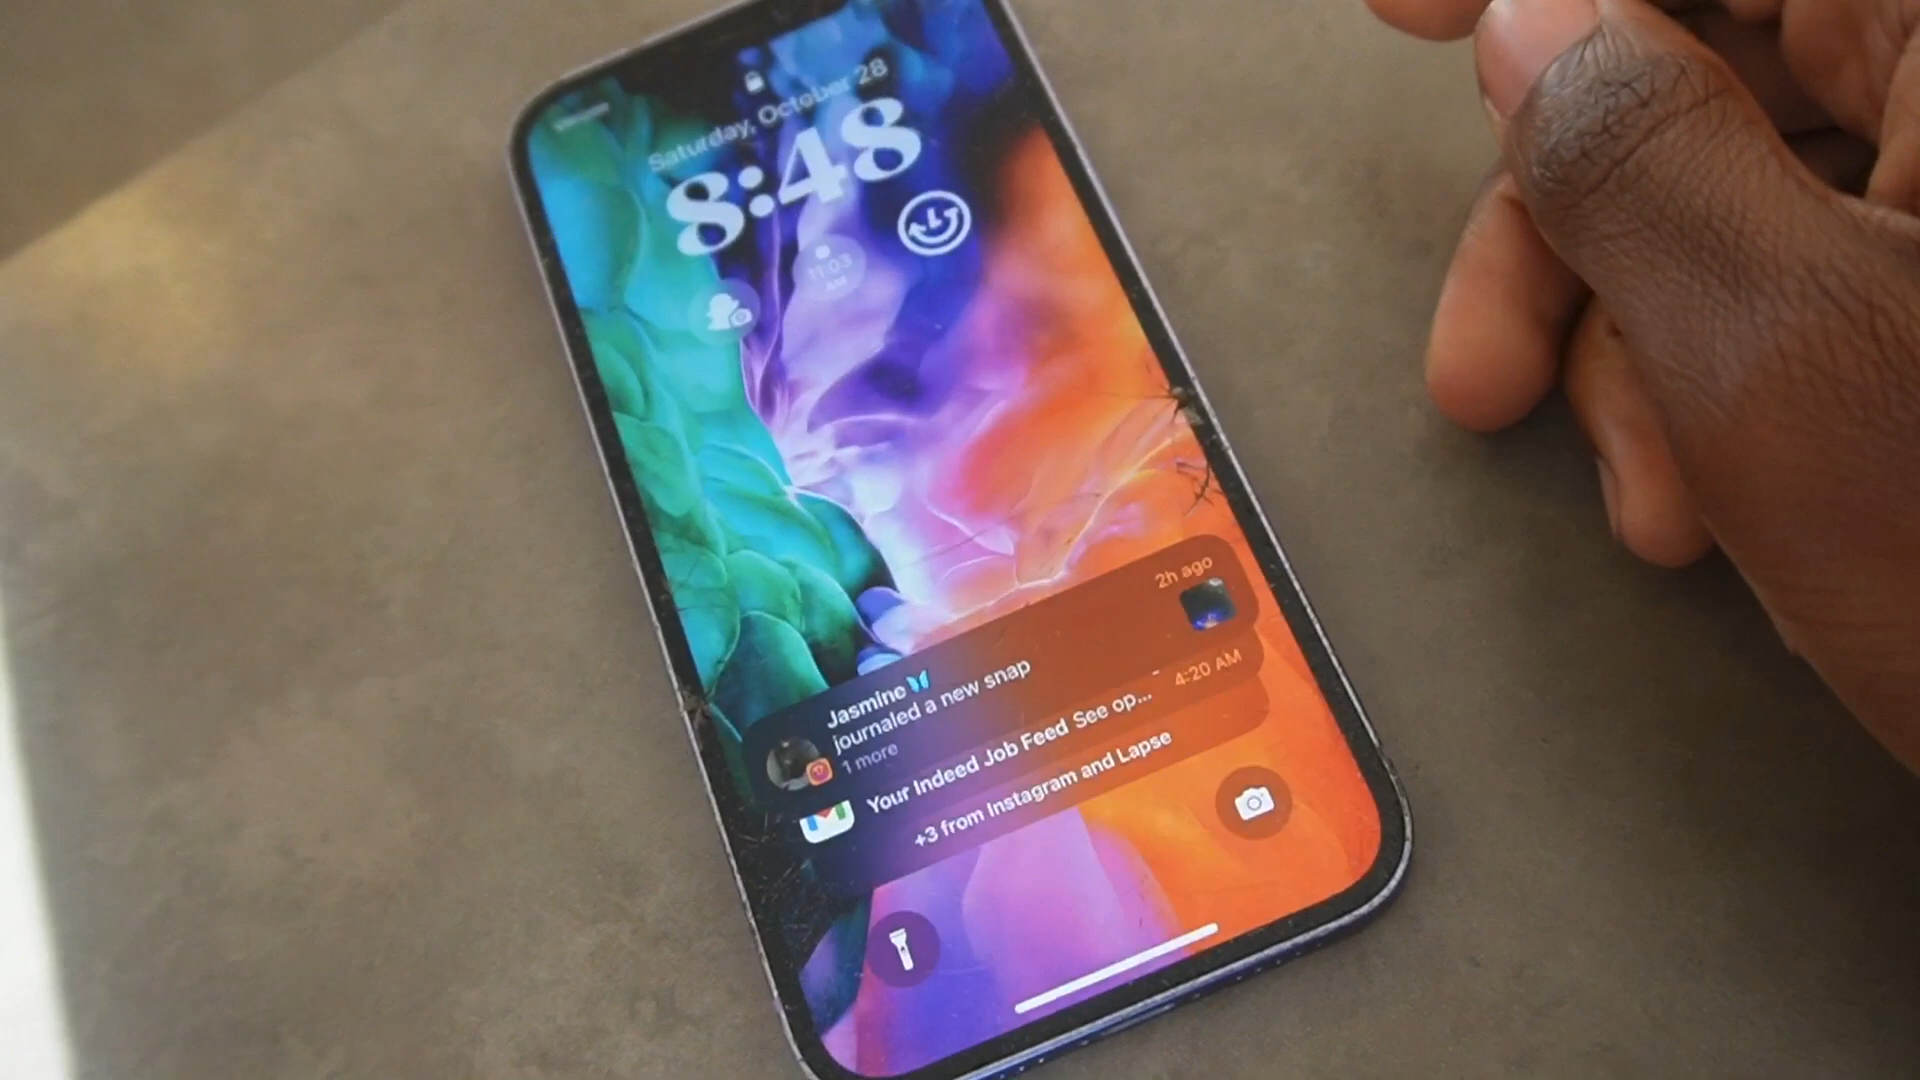 Saturday, October 28
8:48
11:03
AM
2h ago
Jasmine🦋
journaled a new snap
1 more
4:20 AM
Your Indeed Job Feed See op...
+3 from Instagram and Lapse